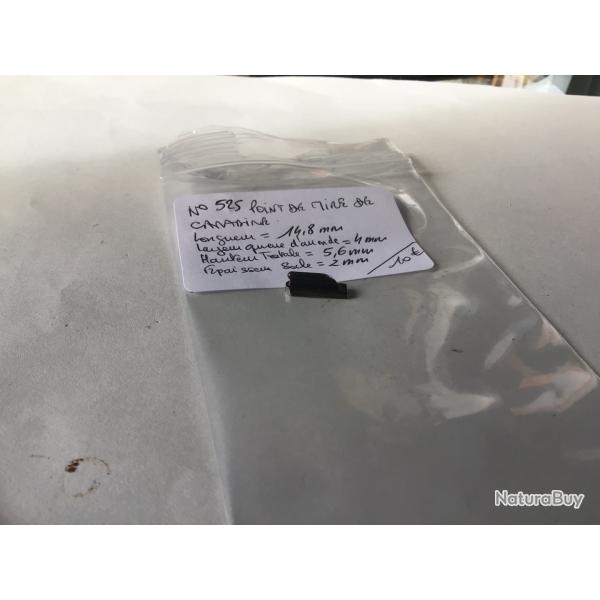 N° 525 POINT DE MIRE DE
CARABINE.
Longueur = 14,8 mm
Largeur queue d'aronde = 4 mm
Hauteur Totale = 5,6 mm
Epaisseur Socle = 2 mm
10 €
NaturaBuy